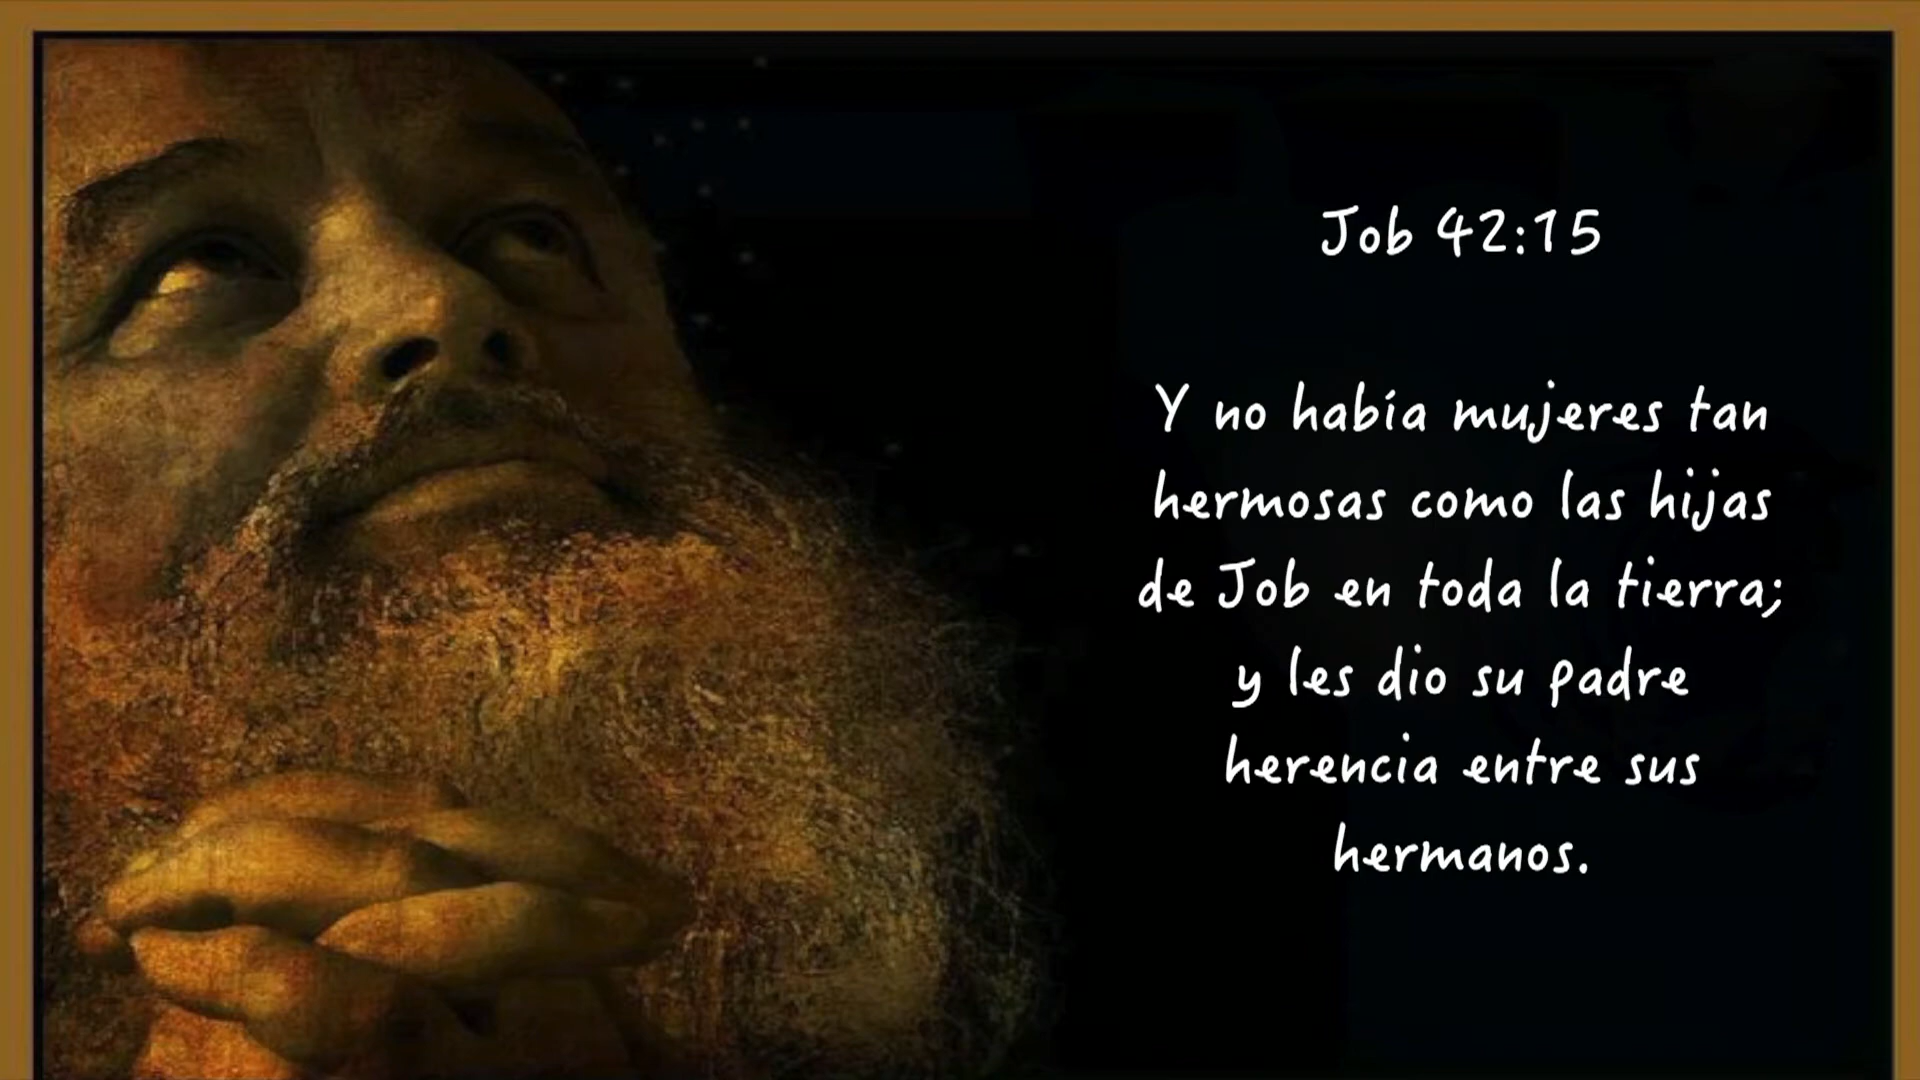 Job 42:15
Y no había mujeres tan
hermosas como las hijas
de Job en toda la tierra;
y les dio su padre
herencia entre sus
hermanos.